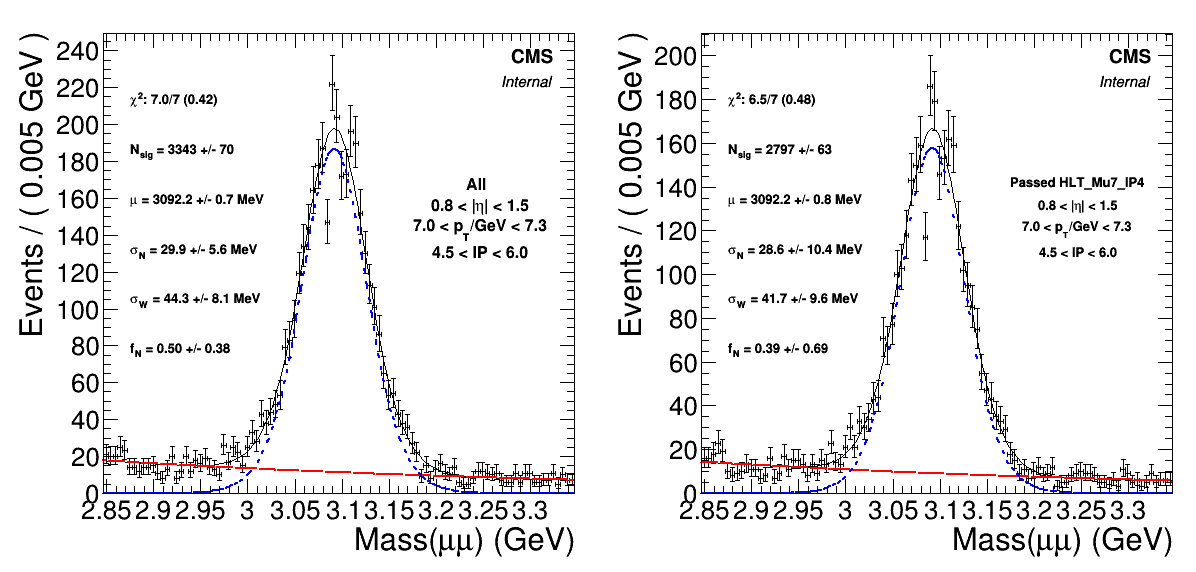 CMS
Internal
χ²: 7.0/7 (0.42)
N_sig = 3343 +/- 70
μ = 3092.2 +/- 0.7 MeV
σ_N = 29.9 +/- 5.6 MeV
σ_W = 44.3 +/- 8.1 MeV
f_N = 0.50 +/- 0.38
All
0.8 < |η| < 1.5
7.0 < p_T/GeV < 7.3
4.5 < IP < 6.0
Events / ( 0.005 GeV )
240
220
200
180
160
140
120
100
80
60
40
20
0
2.85 2.9 2.95 3 3.05 3.1 3.15 3.2 3.25 3.3
Mass(μμ) (GeV)
CMS
Internal
χ²: 6.5/7 (0.48)
N_sig = 2797 +/- 63
μ = 3092.2 +/- 0.8 MeV
σ_N = 28.6 +/- 10.4 MeV
σ_W = 41.7 +/- 9.6 MeV
f_N = 0.39 +/- 0.69
Passed HLT_Mu7_IP4
0.8 < |η| < 1.5
7.0 < p_T/GeV < 7.3
4.5 < IP < 6.0
Events / ( 0.005 GeV )
200
180
160
140
120
100
80
60
40
20
0
2.85 2.9 2.95 3 3.05 3.1 3.15 3.2 3.25 3.3
Mass(μμ) (GeV)